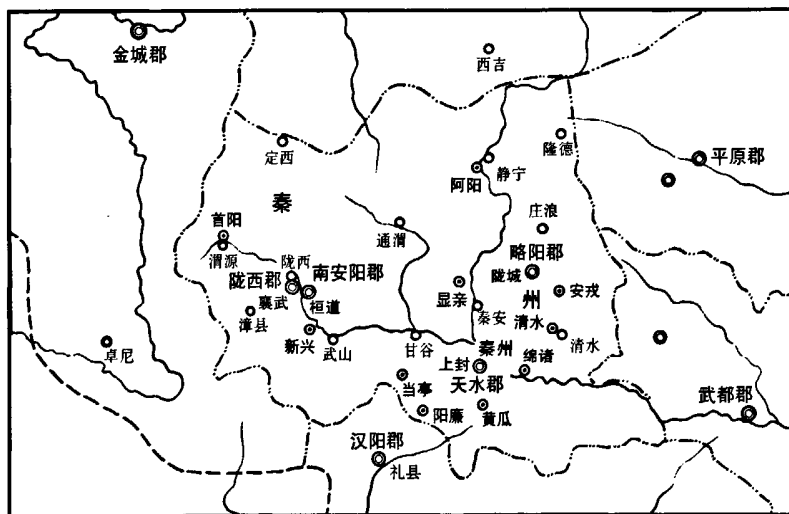 金城郡
西吉
定西
隆德
平原郡
静宁
阿阳
秦
庄浪
首阳
通渭
渭源
略阳郡
陇西
陇城
南安阳郡
陇西郡
显亲
安戎
襄武
桓道
州
漳县
秦安
清水
新兴
清水
卓尼
武山
甘谷
秦州
上封
绵诸
当亭
天水郡
武都郡
阳廉
黄瓜
汉阳郡
礼县